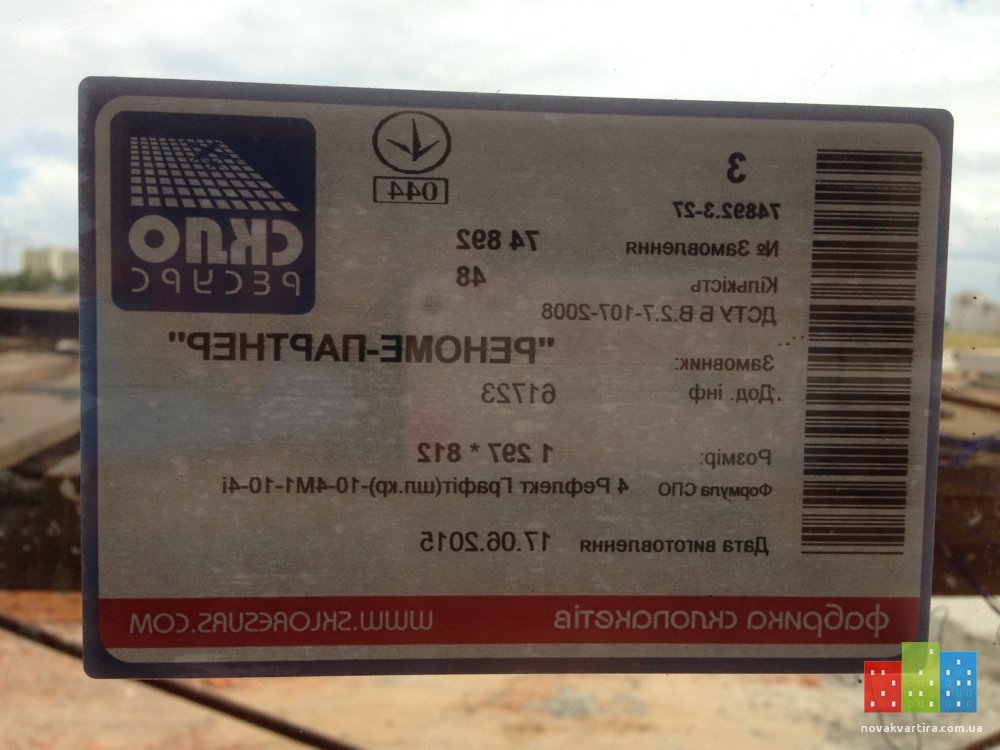 СКЛО
РЕСУРС
044
3
74892.3-27
№ Замовлення 74 892
Кількість 48
ДСТУ Б В.2.7-107-2008
Замовник: "РЕНОМЕ-ПАРТНЕР"
Дод. інф 61723
Розмір: 1 297 * 812
Формула СПО 4 Рефлект Графіт(шл.кр)-10-4М1-10-4і
Дата виготовлення 17.06.2015
фабрика склопакетів WWW.SKLORESURS.COM
novakvartira.com.ua